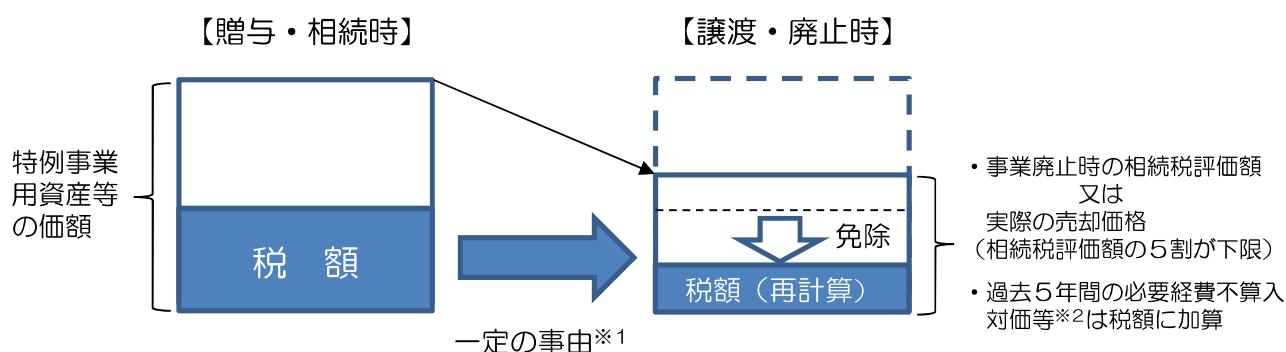 【贈与・相続時】
【譲渡・廃止時】
特例事業
用資産等
の価額
税　額
一定の事由※1
免除
税額（再計算）
・事業廃止時の相続税評価額
又は
実際の売却価格
（相続税評価額の５割が下限）
・過去５年間の必要経費不算入
対価等※2は税額に加算